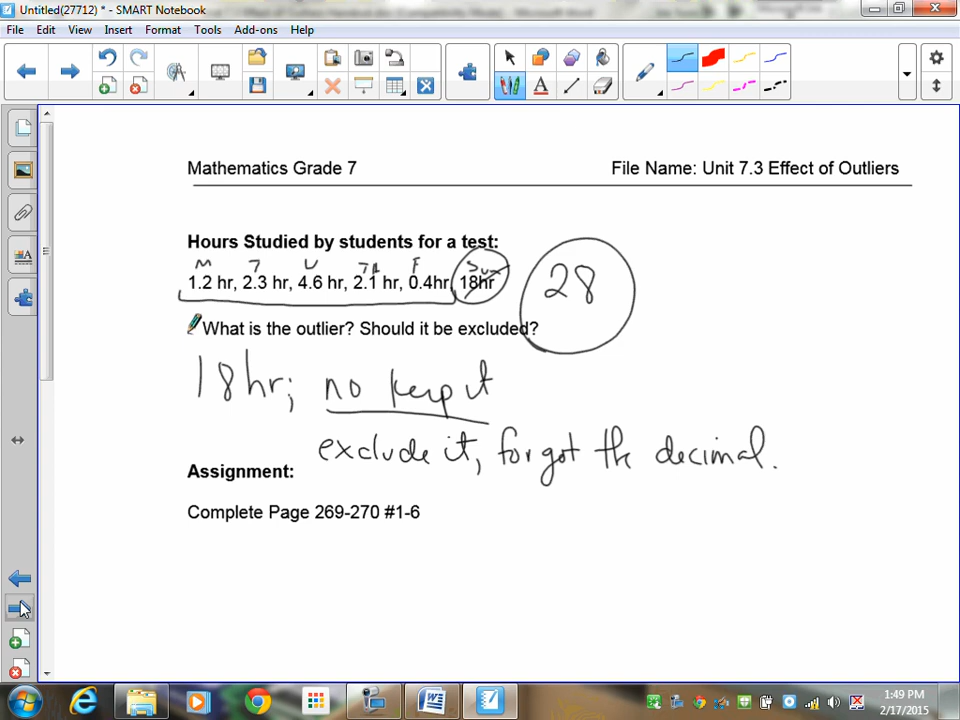 Untitled(27712) * - SMART Notebook
File Edit View Insert Format Tools Add-ons Help
Mathematics Grade 7 File Name: Unit 7.3 Effect of Outliers
Hours Studied by students for a test:
M T W TR F Sun
1.2 hr, 2.3 hr, 4.6 hr, 2.1 hr, 0.4hr, 18hr
28
What is the outlier? Should it be excluded?
18hr; no keep it
exclude it, forgot the decimal.
Assignment:
Complete Page 269-270 #1-6
1:49 PM
2/17/2015